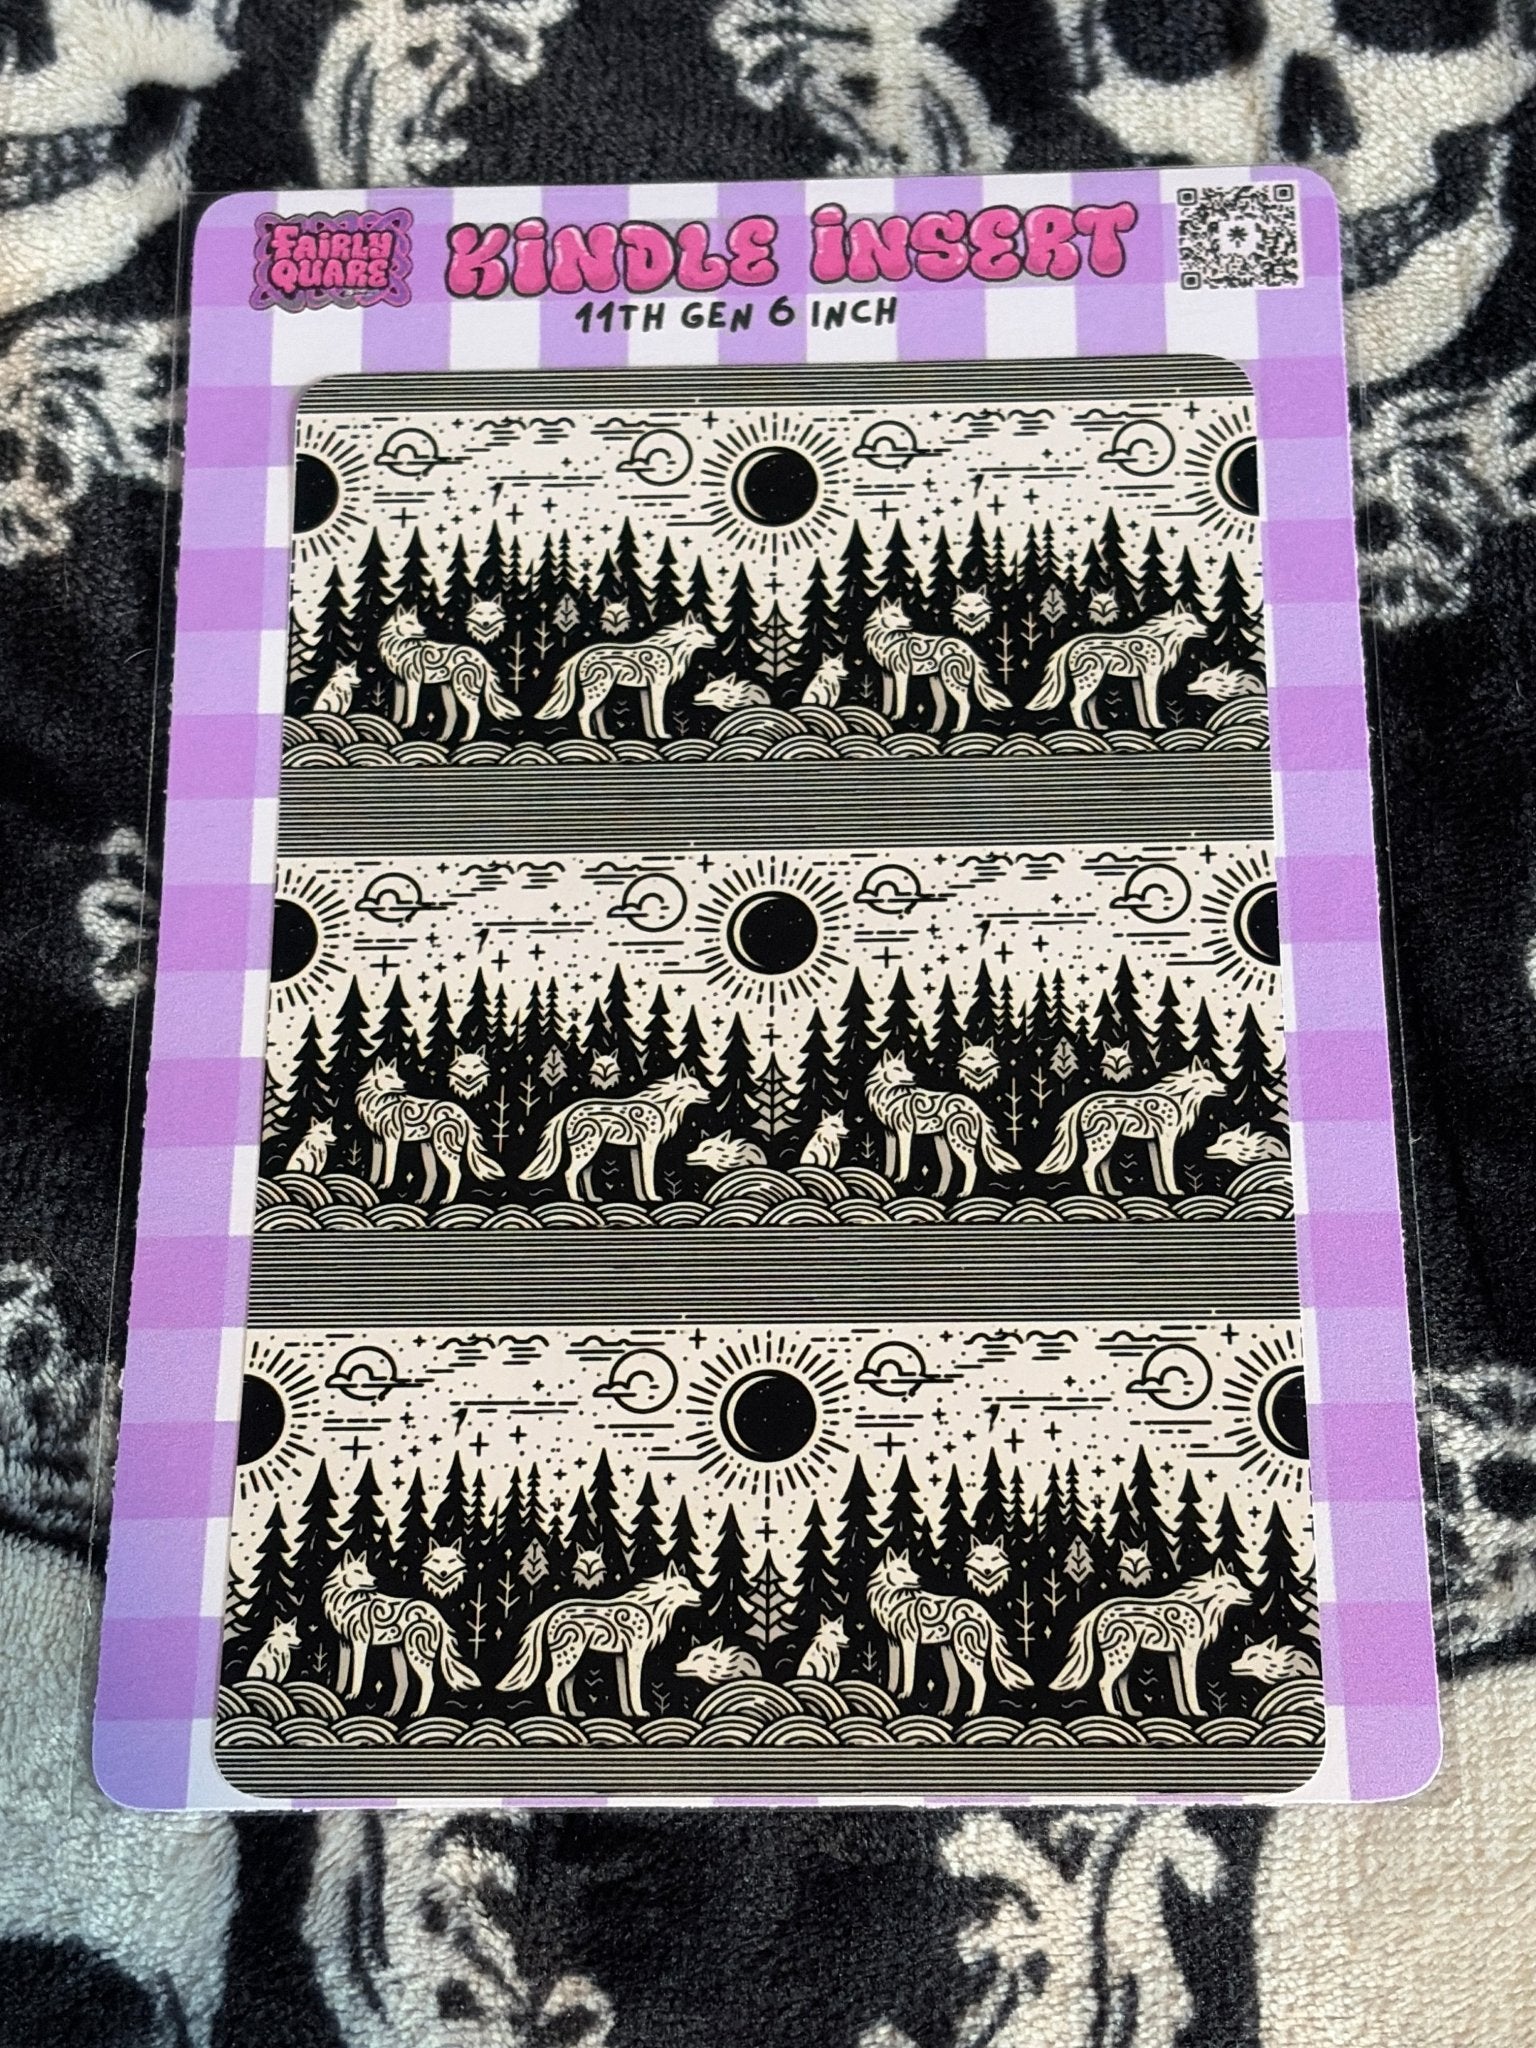 FAIRLY
QUARE
KINDLE INSERT
11TH GEN 6 INCH